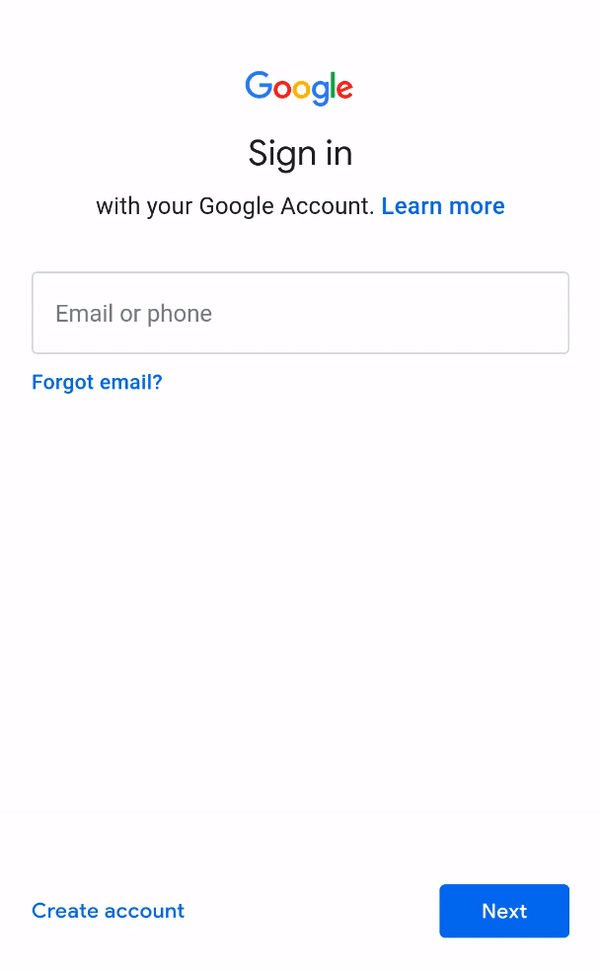 Google
Sign in
with your Google Account. Learn more
Email or phone
Forgot email?
Create account
Next